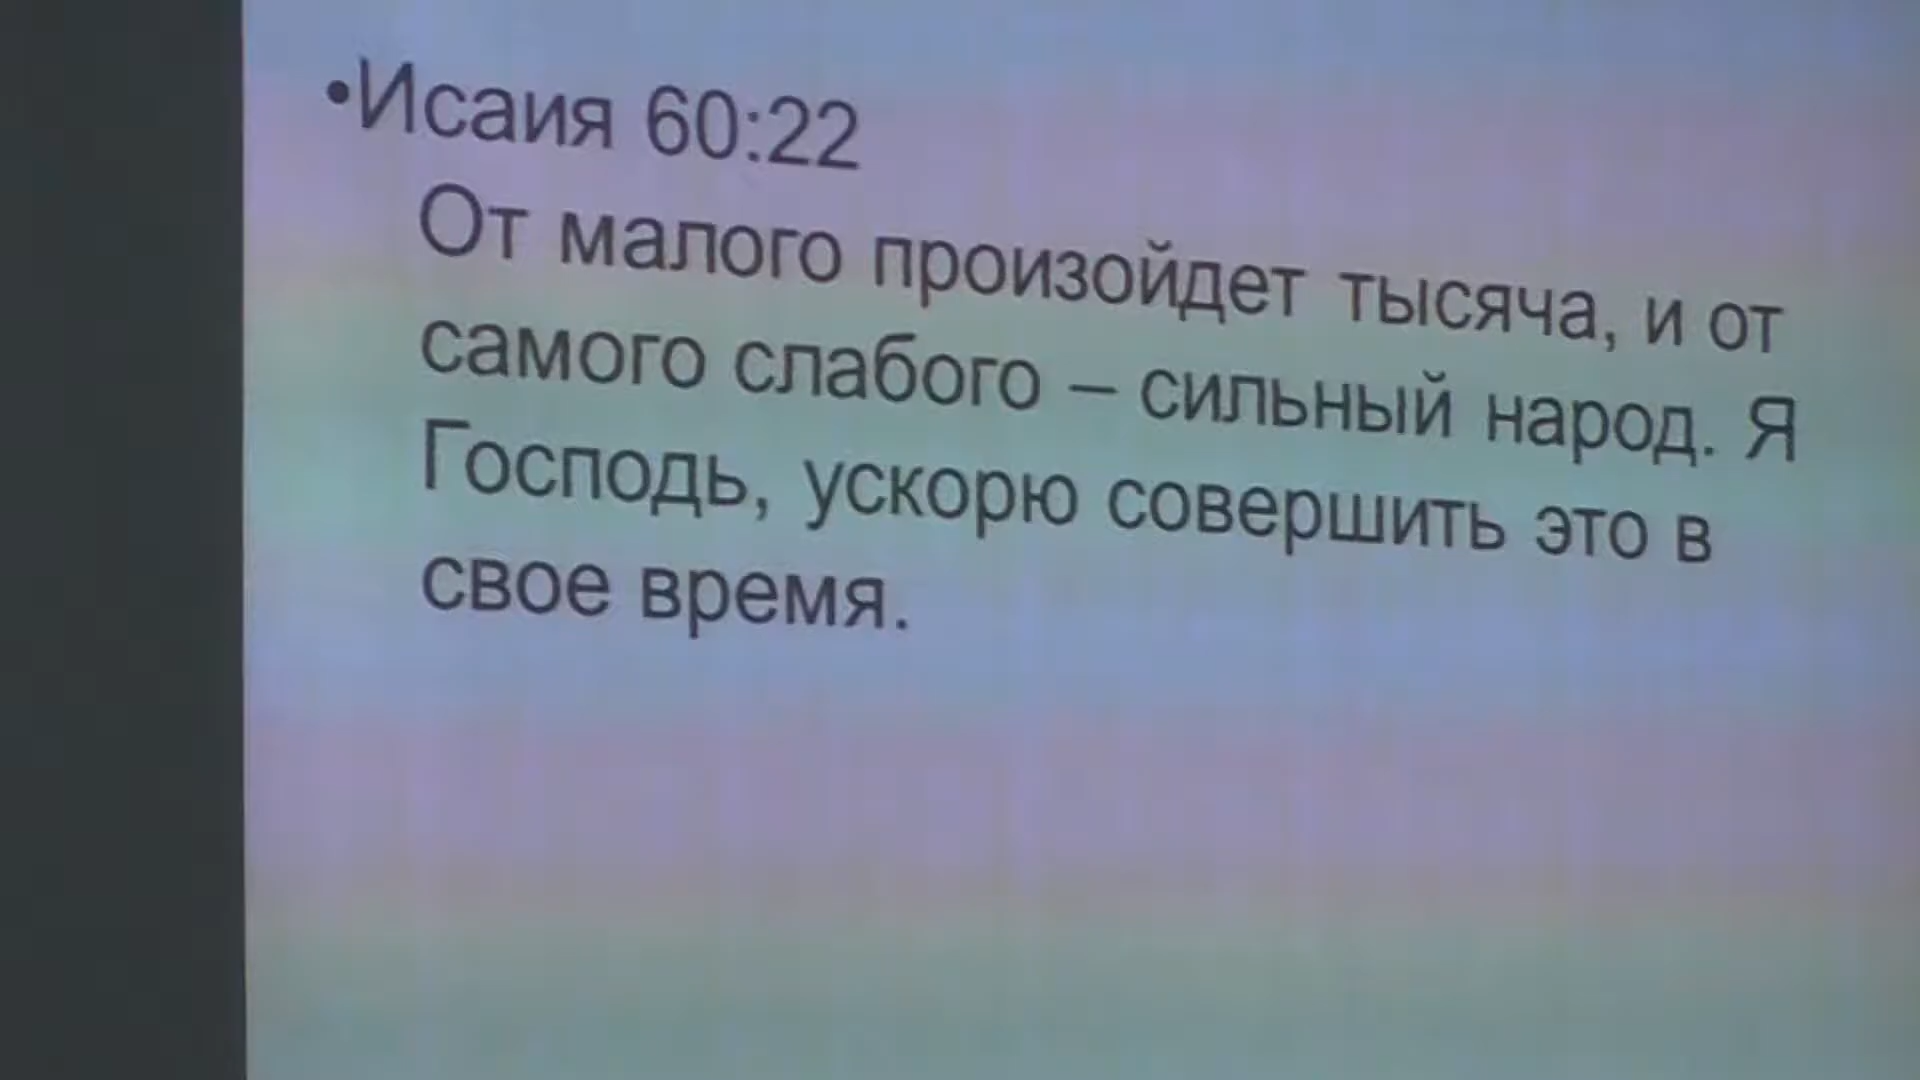 •Исаия 60:22
От малого произойдет тысяча, и от
самого слабого – сильный народ. Я
Господь, ускорю совершить это в
свое время.